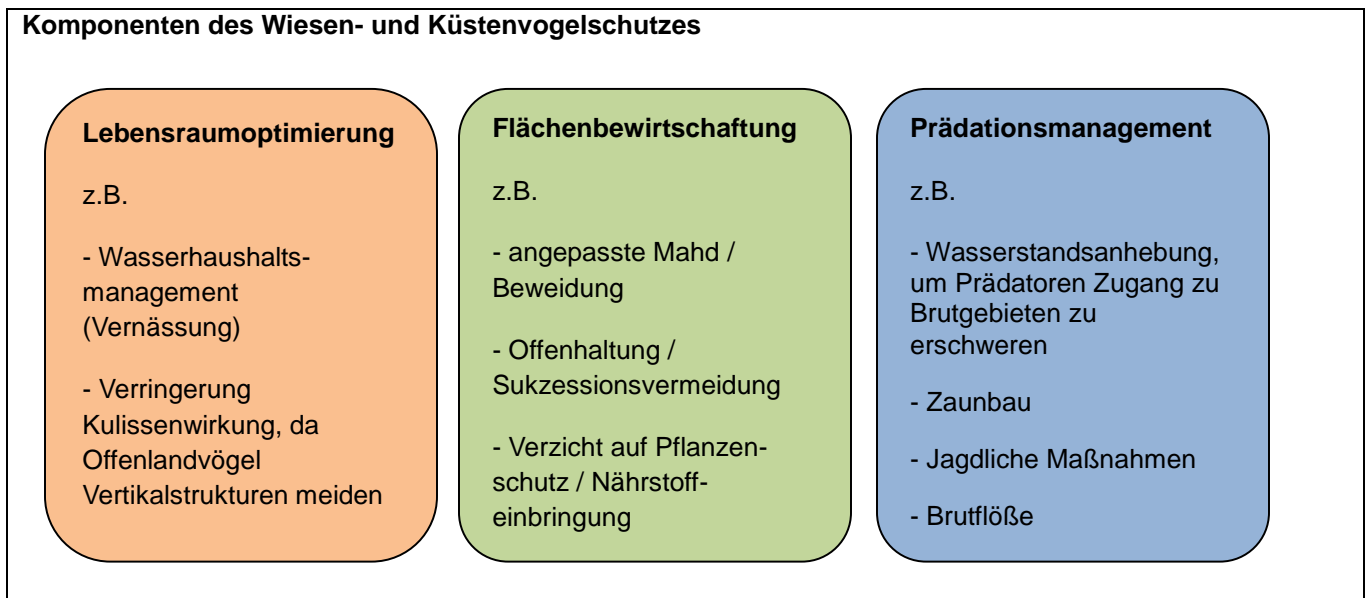 Komponenten des Wiesen- und Küstenvogelschutzes
Lebensraumoptimierung
z.B.
- Wasserhaushalts-
management
(Vernässung)
- Verringerung
Kulissenwirkung, da
Offenlandvögel
Vertikalstrukturen meiden
Flächenbewirtschaftung
z.B.
- angepasste Mahd /
Beweidung
- Offenhaltung /
Sukzessionsvermeidung
- Verzicht auf Pflanzen-
schutz / Nährstoff-
einbringung
Prädationsmanagement
z.B.
- Wasserstandsanhebung,
um Prädatoren Zugang zu
Brutgebieten zu
erschweren
- Zaunbau
- Jagdliche Maßnahmen
- Brutflöße